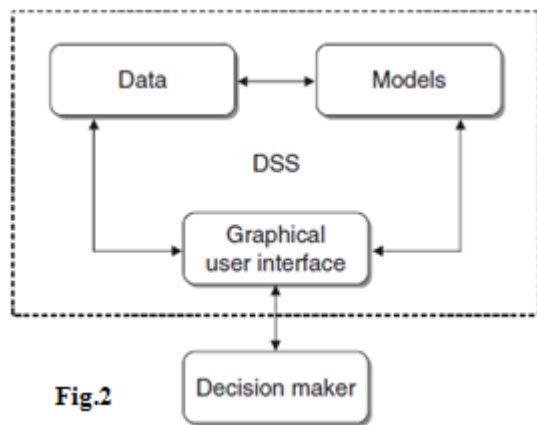 Data
Models
DSS
Graphical
user interface
Decision maker
Fig.2